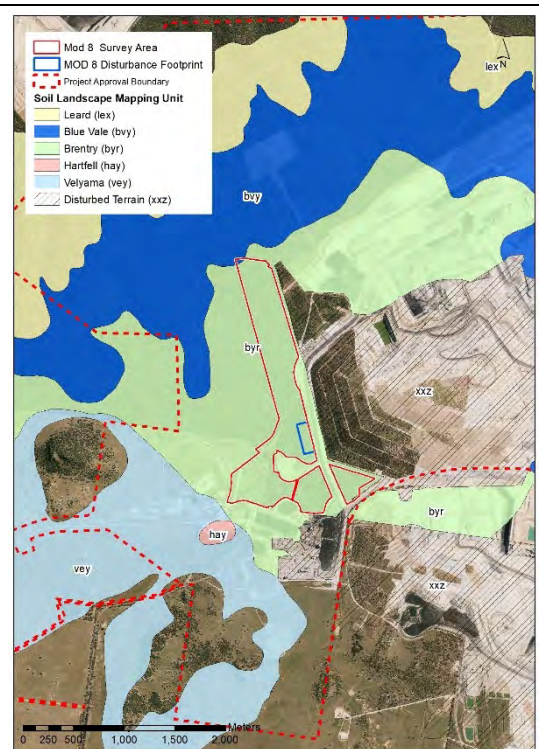 Mod 8 Survey Area
MOD 8 Disturbance Footprint
Project Approval Boundary
Soil Landscape Mapping Unit
Leard (lex)
Blue Vale (bvy)
Brentry (byr)
Hartfell (hay)
Velyama (vey)
Disturbed Terrain (xxz)
lex
N
bvy
byr
xxz
byr
hay
vey
xxz
Meters
0 250 500 1,000 1,500 2,000